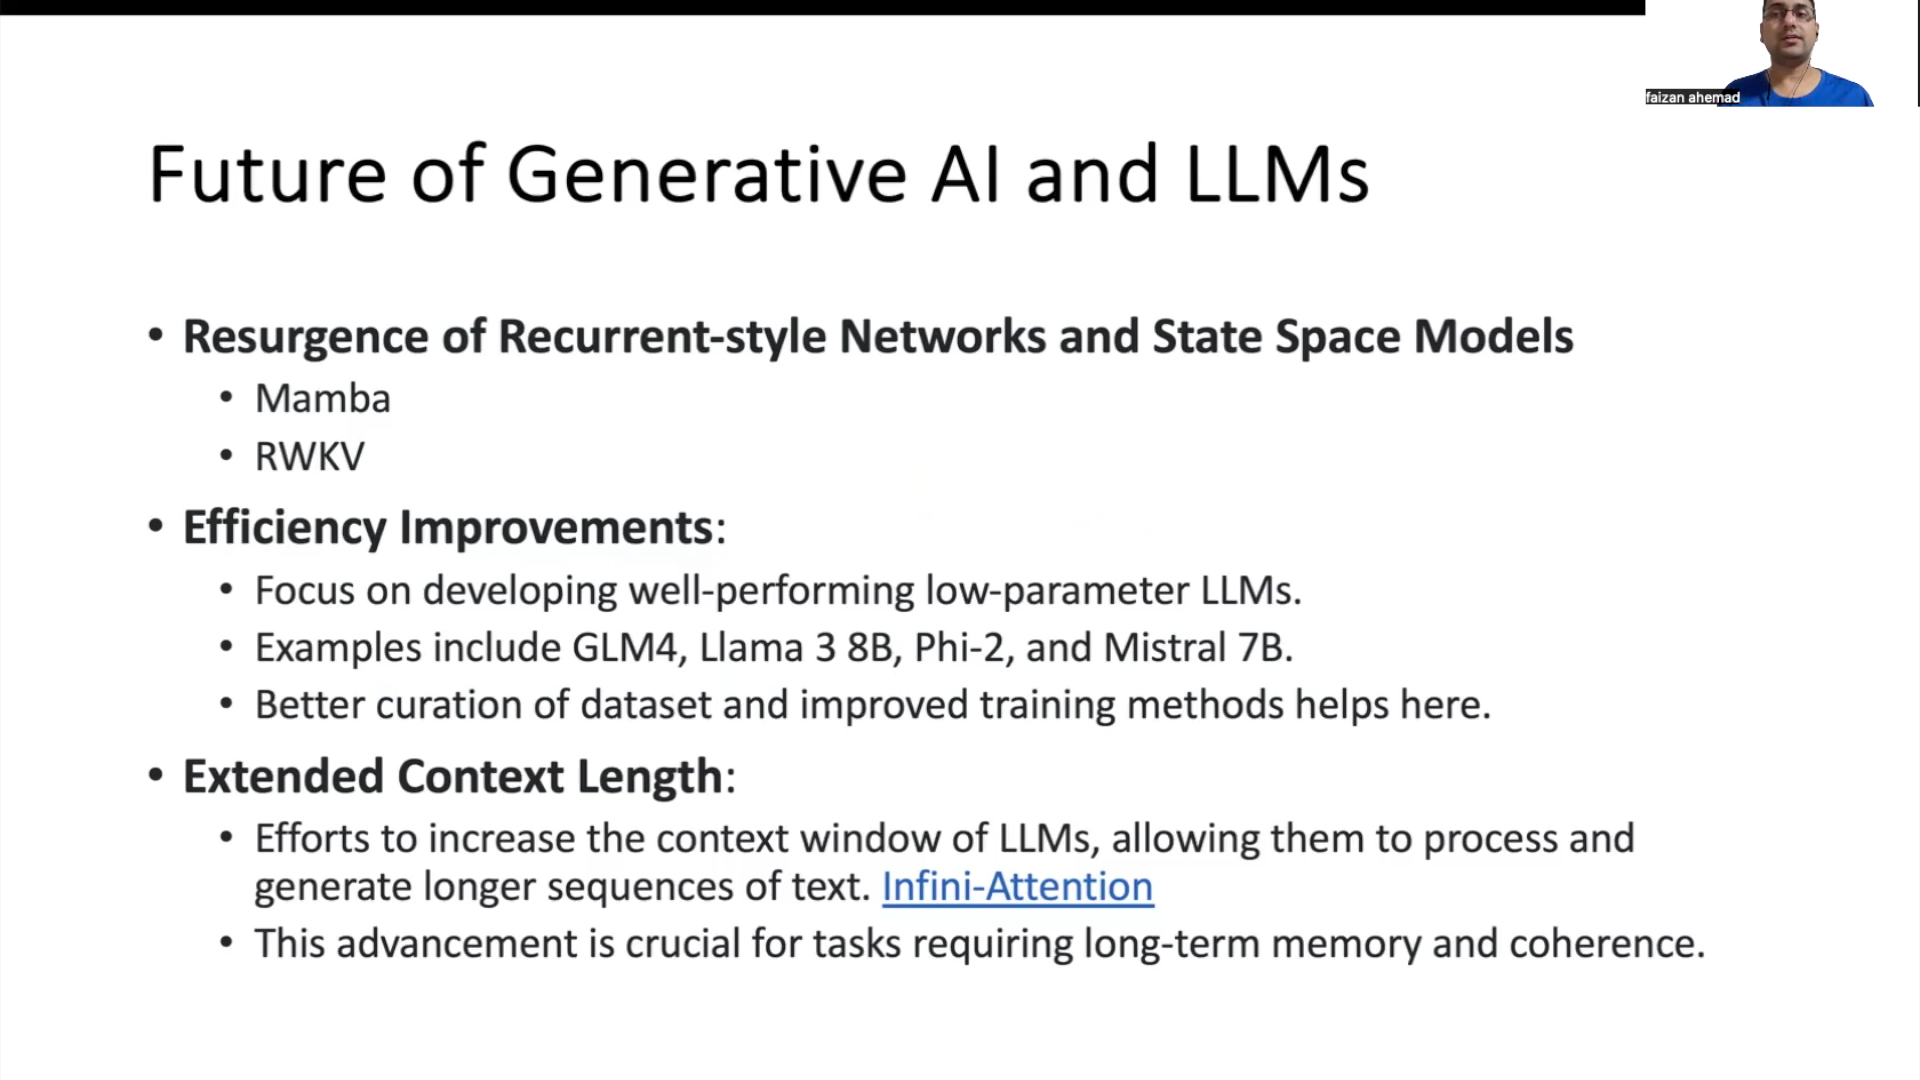 faizan ahemad
Future of Generative AI and LLMs
• Resurgence of Recurrent-style Networks and State Space Models
• Mamba
• RWKV
• Efficiency Improvements:
• Focus on developing well-performing low-parameter LLMs.
• Examples include GLM4, Llama 3 8B, Phi-2, and Mistral 7B.
• Better curation of dataset and improved training methods helps here.
• Extended Context Length:
• Efforts to increase the context window of LLMs, allowing them to process and
generate longer sequences of text. Infini-Attention
• This advancement is crucial for tasks requiring long-term memory and coherence.